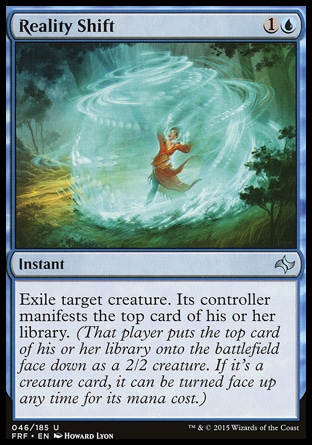 Reality Shift 1
Instant
Exile target creature. Its controller
manifests the top card of his or her
library. (That player puts the top card
of his or her library onto the battlefield
face down as a 2/2 creature. If it's a
creature card, it can be turned face up
any time for its mana cost.)
046/185 U
FRF • EN Howard Lyon
™ & © 2015 Wizards of the Coast